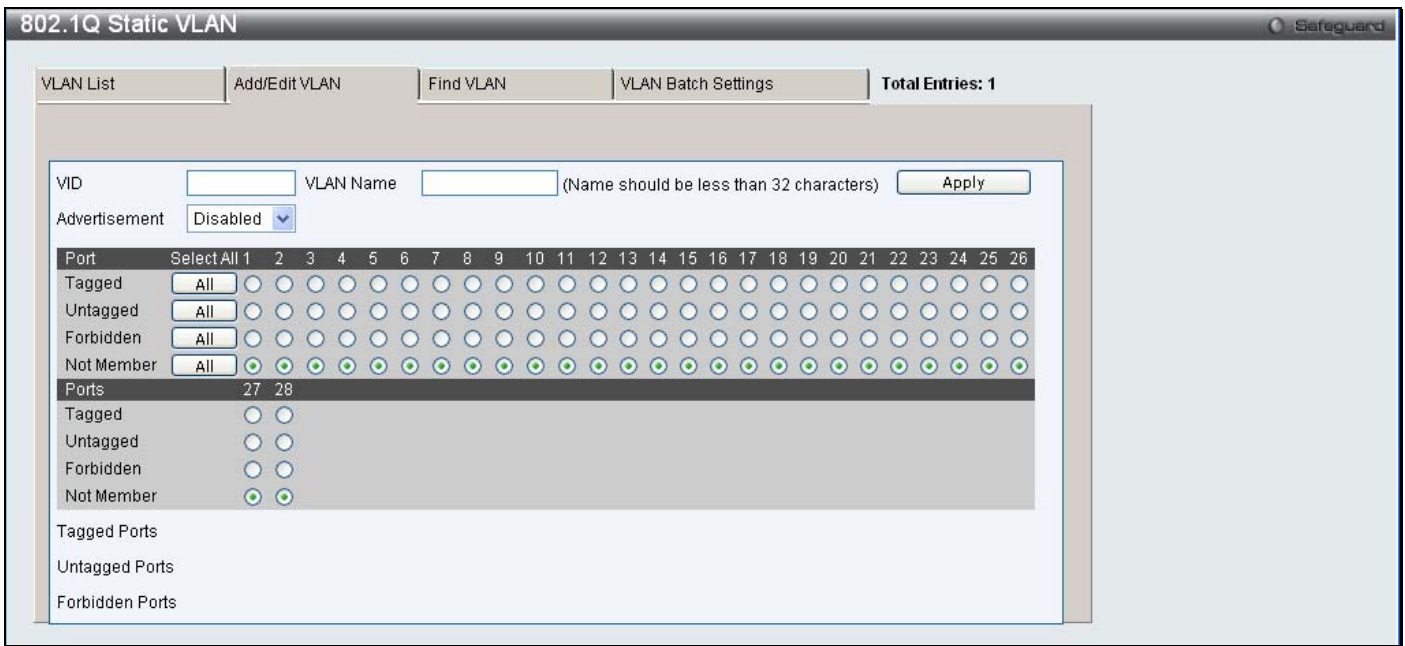 802.1Q Static VLAN Safeguard
VLAN List Add/Edit VLAN Find VLAN VLAN Batch Settings Total Entries: 1
VID VLAN Name (Name should be less than 32 characters) Apply
Advertisement Disabled
Port Select All 1 2 3 4 5 6 7 8 9 10 11 12 13 14 15 16 17 18 19 20 21 22 23 24 25 26
Tagged All
Untagged All
Forbidden All
Not Member All
Ports 27 28
Tagged
Untagged
Forbidden
Not Member
Tagged Ports
Untagged Ports
Forbidden Ports